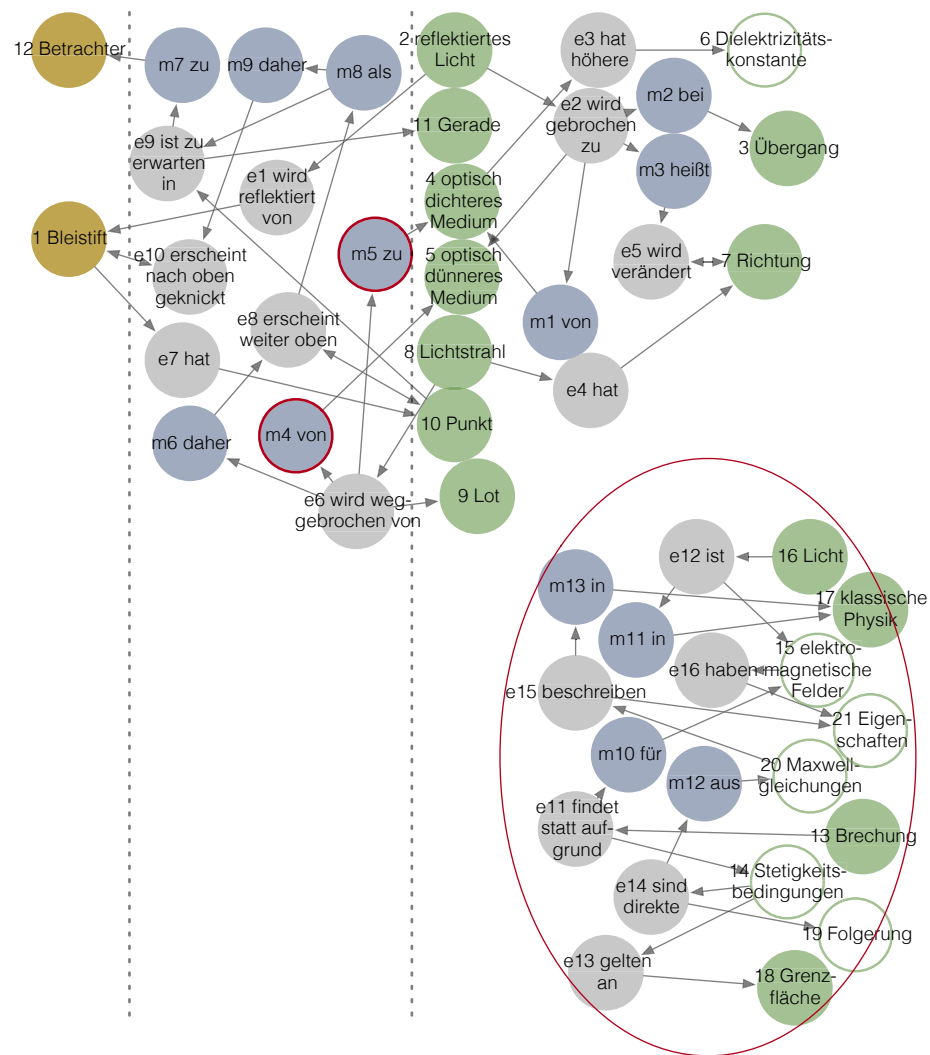 12 Betrachter
m7 zu
m9 daher
m8 als
2 reflektiertes
Licht
e3 hat
höhere
6 Dielektrizitäts-
konstante
e2 wird
gebrochen
zu
m2 bei
11 Gerade
3 Übergang
e9 ist zu
erwarten
in
e1 wird
reflektiert
von
4 optisch
dichteres
Medium
m3 heißt
1 Bleistift
e10 erscheint
nach oben
geknickt
m5 zu
5 optisch
dünneres
Medium
e5 wird
verändert
7 Richtung
e8 erscheint
weiter oben
m1 von
e7 hat
8 Lichtstrahl
e4 hat
m6 daher
m4 von
10 Punkt
e6 wird weg-
gebrochen von
9 Lot
e12 ist
16 Licht
m13 in
17 klassische
Physik
m11 in
e16 haben
15 elektro-
magnetische
Felder
e15 beschreiben
21 Eigen-
schaften
m10 für
m12 aus
20 Maxwell-
gleichungen
e11 findet
statt auf-
grund
13 Brechung
e14 sind
direkte
14 Stetigkeits-
bedingungen
19 Folgerung
e13 gelten
an
18 Grenz-
fläche